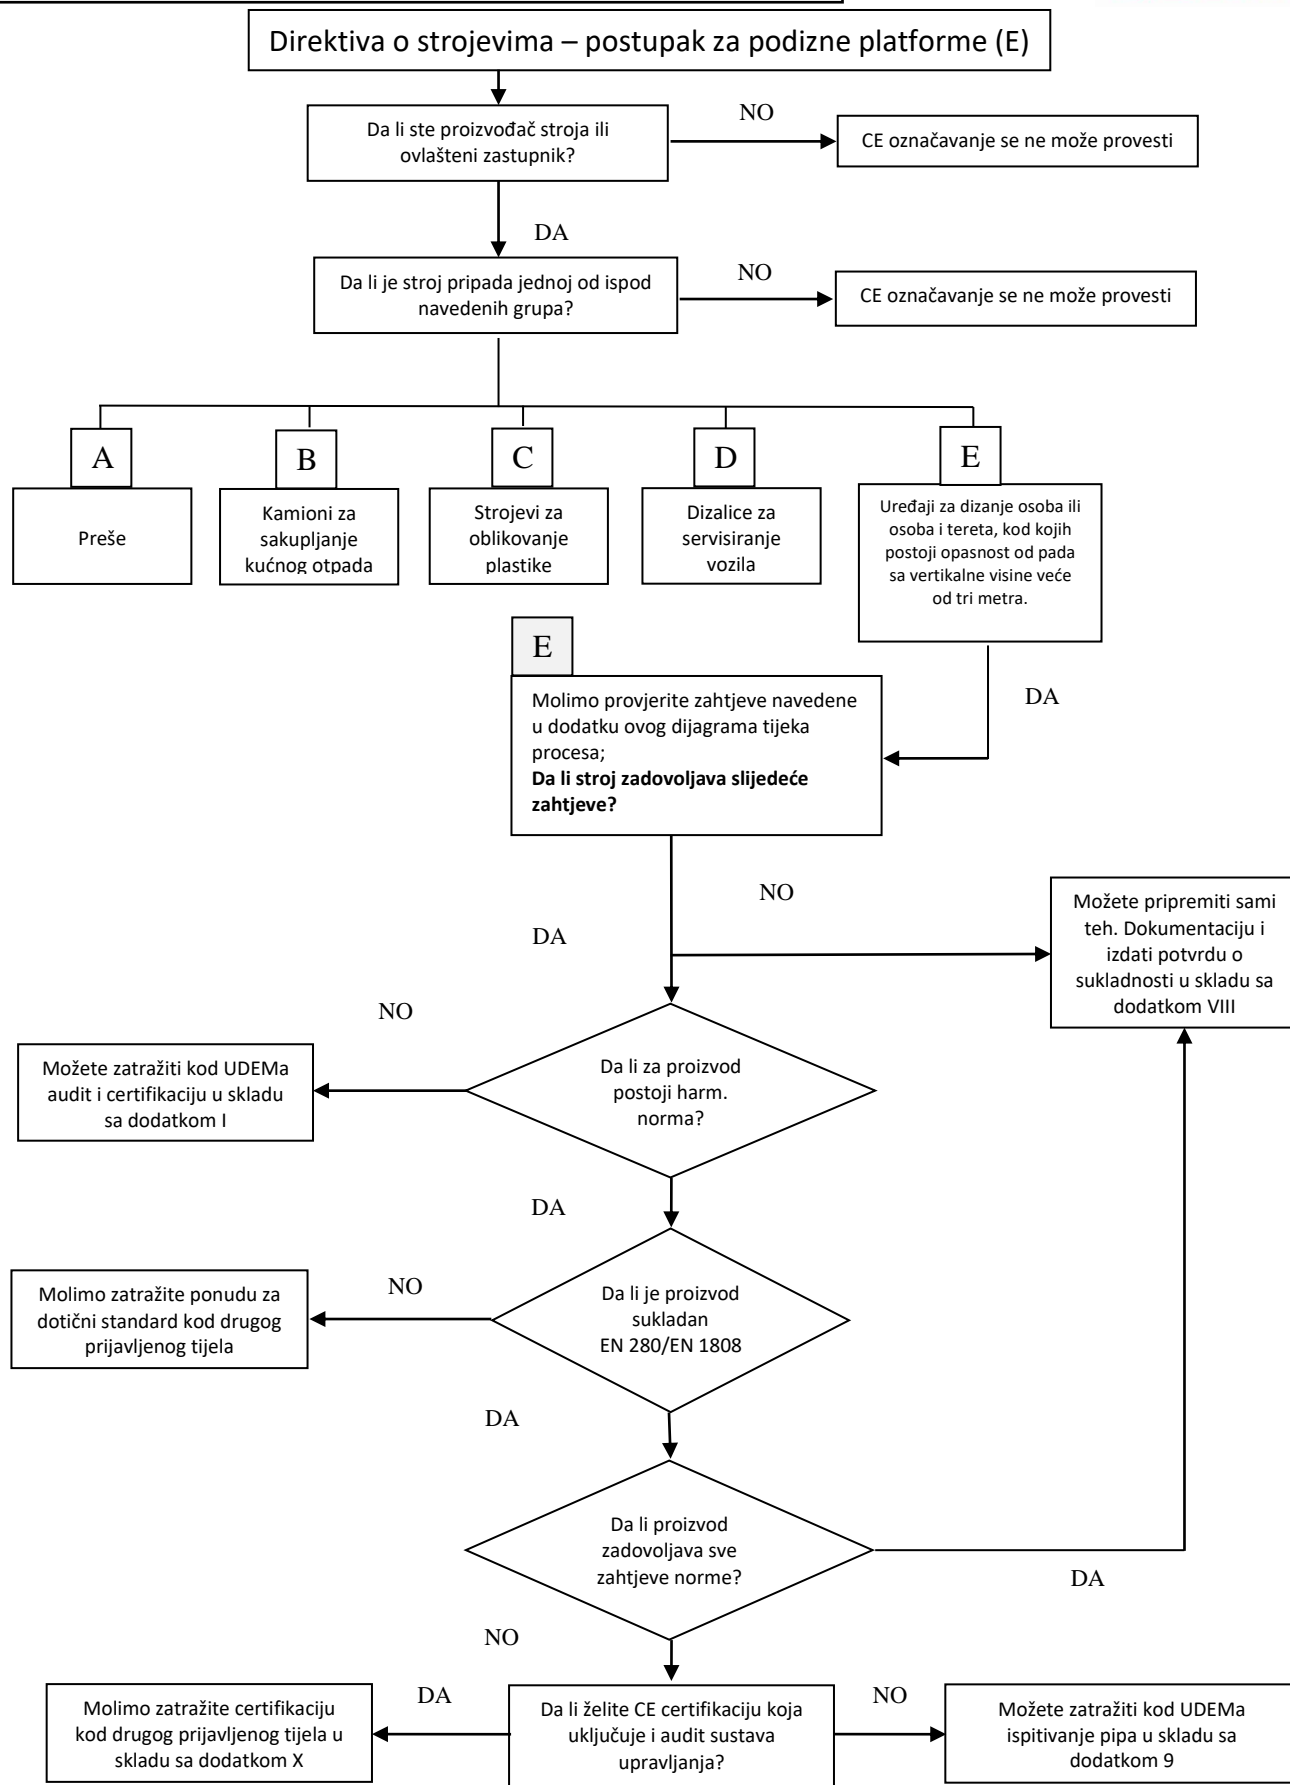 Direktiva o strojevima – postupak za podizne platforme (E)
Da li ste proizvođač stroja ili
ovlašteni zastupnik?
NO
CE označavanje se ne može provesti
DA
Da li je stroj pripada jednoj od ispod
navedenih grupa?
NO
CE označavanje se ne može provesti
A
Preše
B
Kamioni za
sakupljanje
kućnog otpada
C
Strojevi za
oblikovanje
plastike
D
Dizalice za
servisiranje
vozila
E
Uređaji za dizanje osoba ili
osoba i tereta, kod kojih
postoji opasnost od pada
sa vertikalne visine veće
od tri metra.
DA
E
Molimo provjerite zahtjeve navedene
u dodatku ovog dijagrama tijeka
procesa;
Da li stroj zadovoljava slijedeće
zahtjeve?
NO
Možete pripremiti sami
teh. Dokumentaciju i
izdati potvrdu o
sukladnosti u skladu sa
dodatkom VIII
DA
NO
Možete zatražiti kod UDEMa
audit i certifikaciju u skladu
sa dodatkom I
Da li za proizvod
postoji harm.
norma?
DA
NO
Molimo zatražite ponudu za
dotični standard kod drugog
prijavljenog tijela
Da li je proizvod
sukladan
EN 280/EN 1808
DA
Da li proizvod
zadovoljava sve
zahtjeve norme?
DA
NO
Molimo zatražite certifikaciju
kod drugog prijavljenog tijela u
skladu sa dodatkom X
DA
Da li želite CE certifikaciju koja
uključuje i audit sustava
upravljanja?
NO
Možete zatražiti kod UDEMa
ispitivanje pipa u skladu sa
dodatkom 9